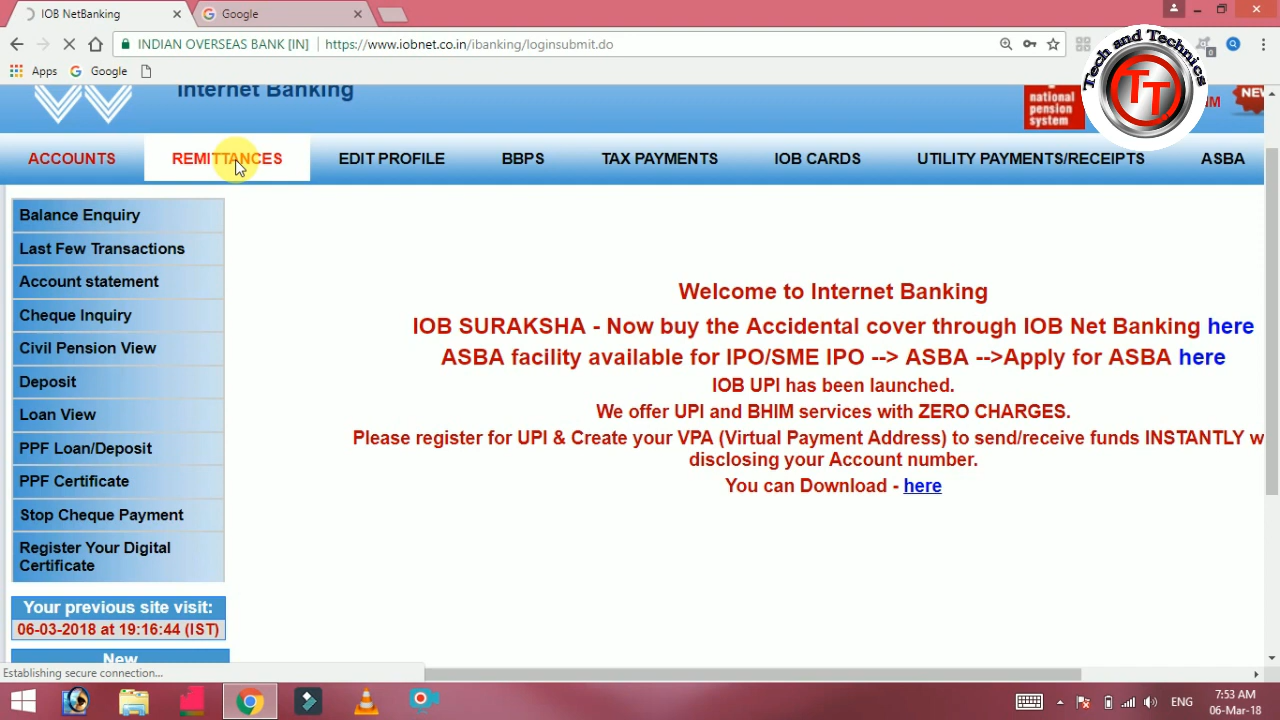 IOB NetBanking
Google
INDIAN OVERSEAS BANK [IN]
https://www.iobnet.co.in/ibanking/loginsubmit.do
Apps
Google
Tech and Technics
TT
Internet Banking
national
pension
system
NEW
ACCOUNTS
REMITTANCES
EDIT PROFILE
BBPS
TAX PAYMENTS
IOB CARDS
UTILITY PAYMENTS/RECEIPTS
ASBA
Balance Enquiry
Last Few Transactions
Account statement
Cheque Inquiry
Civil Pension View
Deposit
Loan View
PPF Loan/Deposit
PPF Certificate
Stop Cheque Payment
Register Your Digital
Certificate
Your previous site visit:
06-03-2018 at 19:16:44 (IST)
New
Welcome to Internet Banking
IOB SURAKSHA - Now buy the Accidental cover through IOB Net Banking here
ASBA facility available for IPO/SME IPO --> ASBA -->Apply for ASBA here
IOB UPI has been launched.
We offer UPI and BHIM services with ZERO CHARGES.
Please register for UPI & Create your VPA (Virtual Payment Address) to send/receive funds INSTANTLY w
disclosing your Account number.
You can Download - here
Establishing secure connection...
ENG
7:53 AM
06-Mar-18